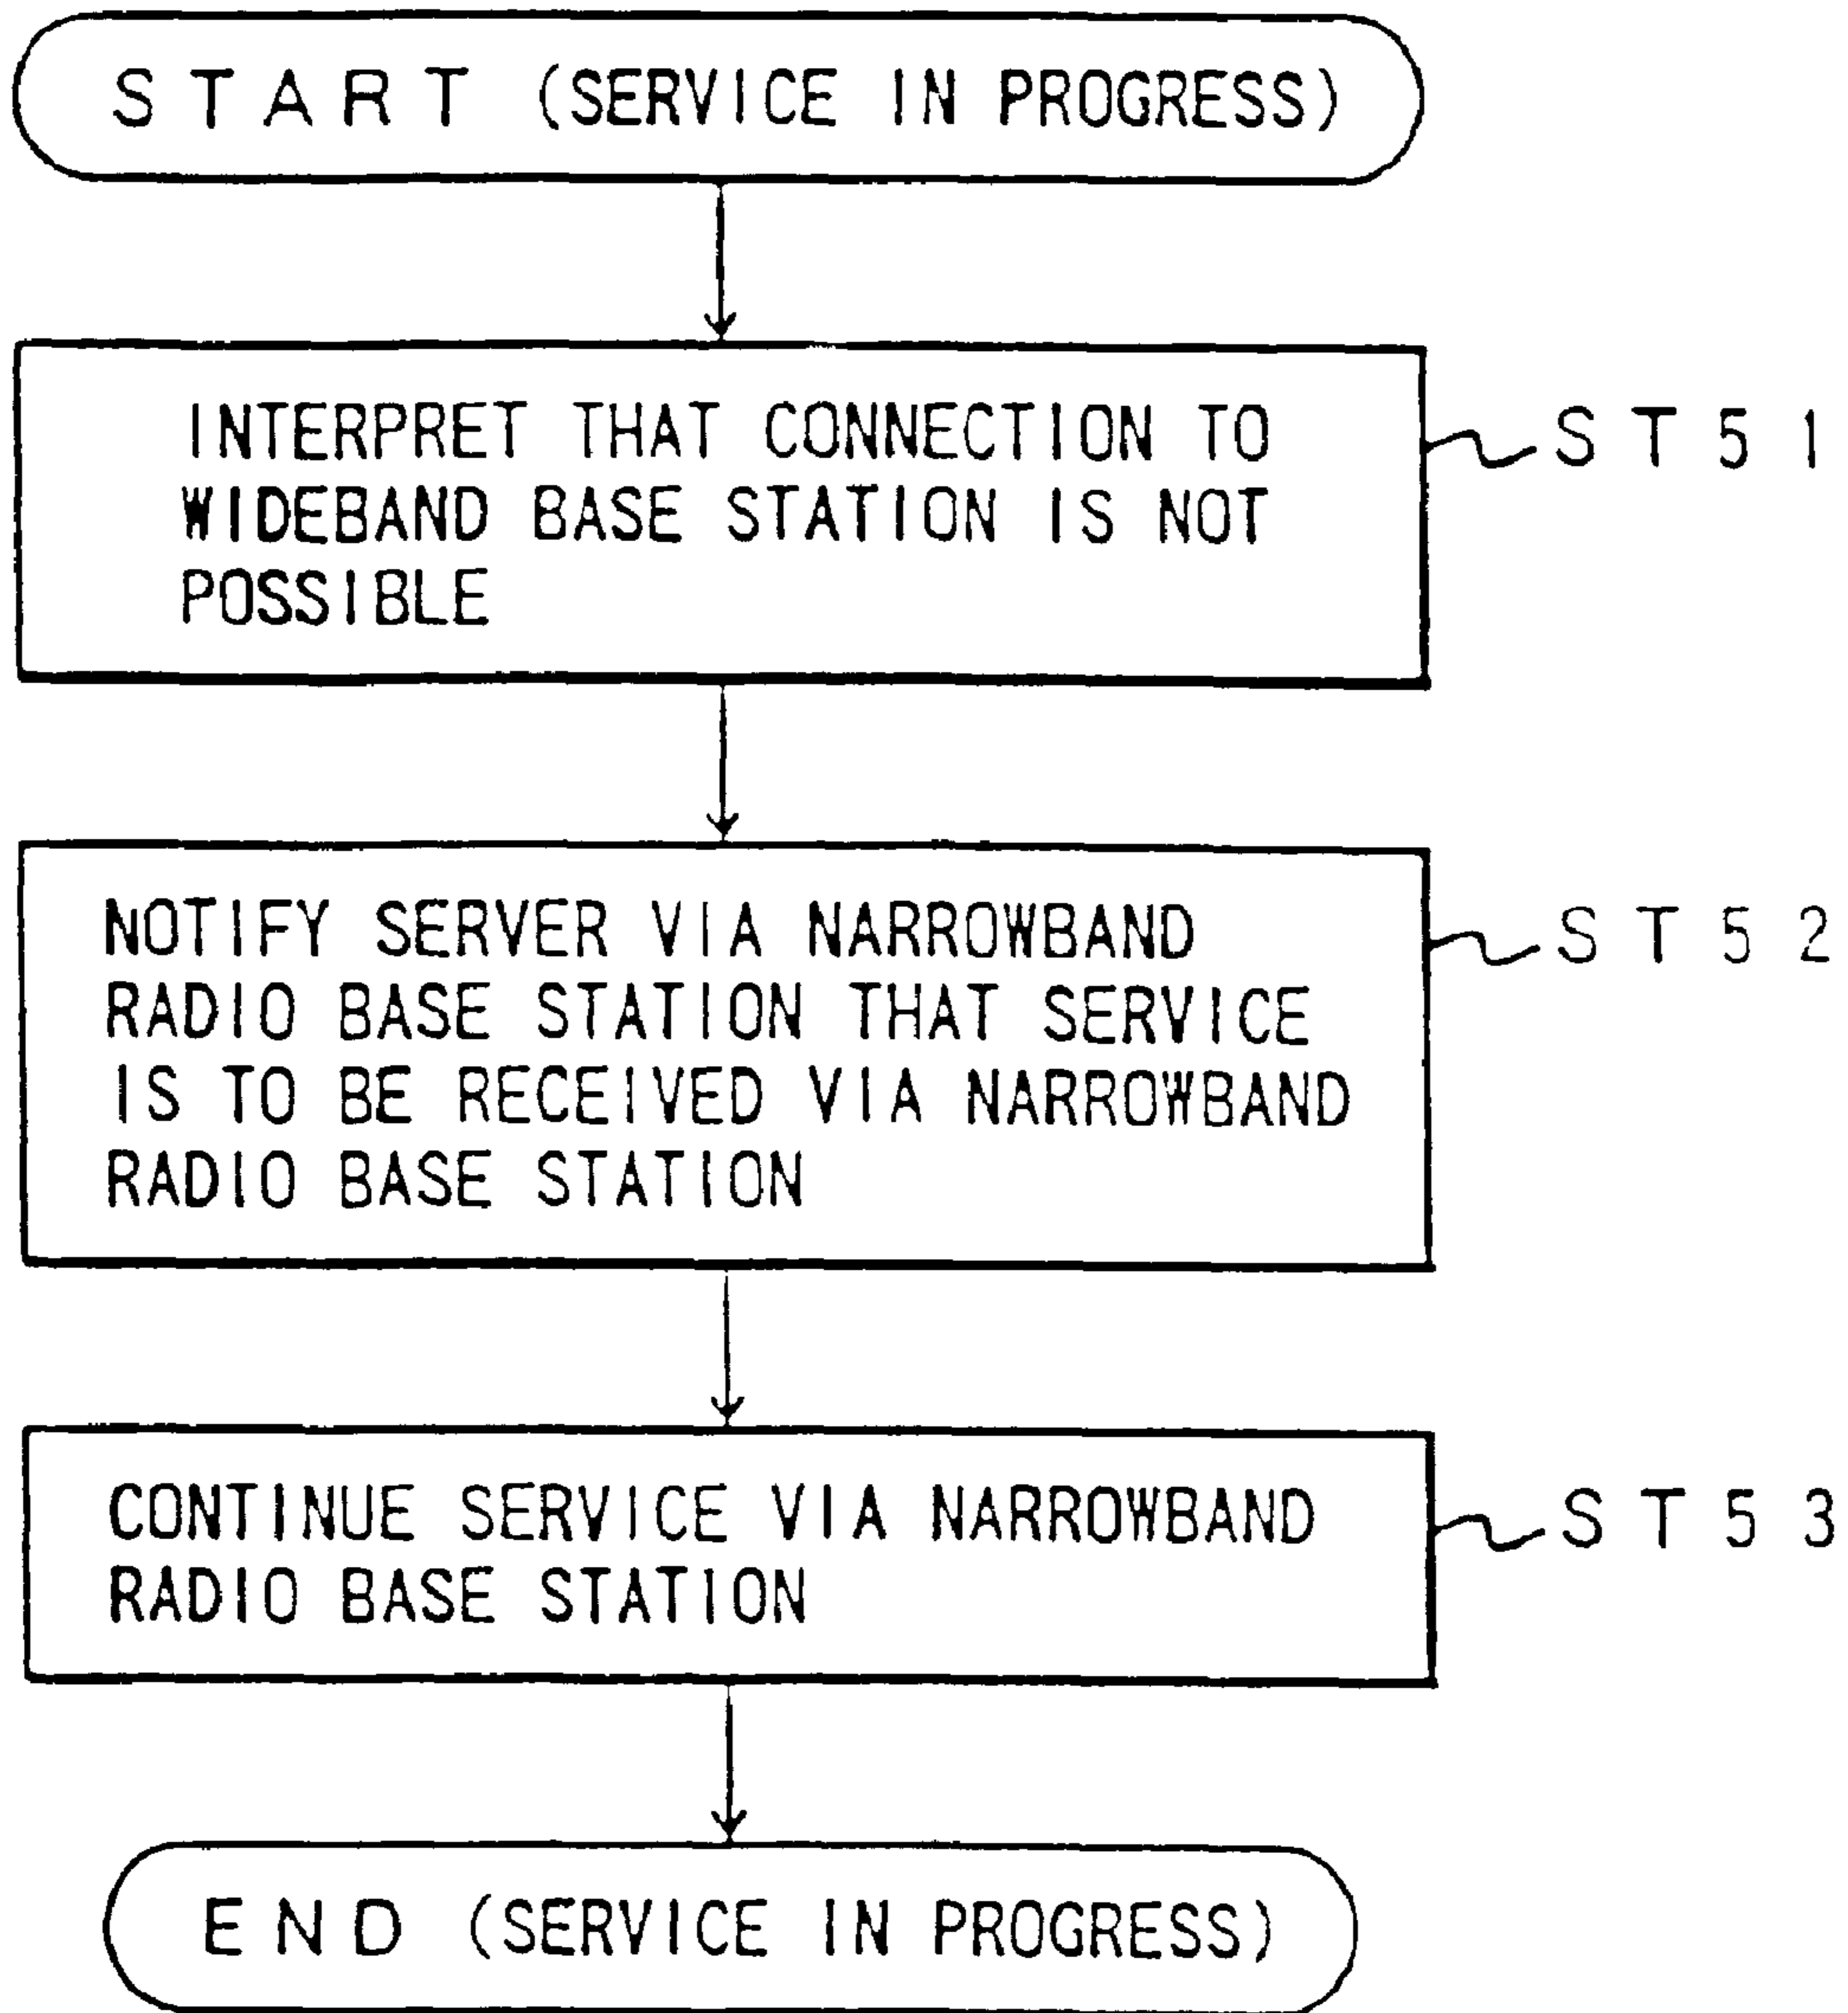 START (SERVICE IN PROGRESS)
INTERPRET THAT CONNECTION TO
WIDEBAND BASE STATION IS NOT
POSSIBLE
ST51
NOTIFY SERVER VIA NARROWBAND
RADIO BASE STATION THAT SERVICE
IS TO BE RECEIVED VIA NARROWBAND
RADIO BASE STATION
ST52
CONTINUE SERVICE VIA NARROWBAND
RADIO BASE STATION
ST53
END (SERVICE IN PROGRESS)